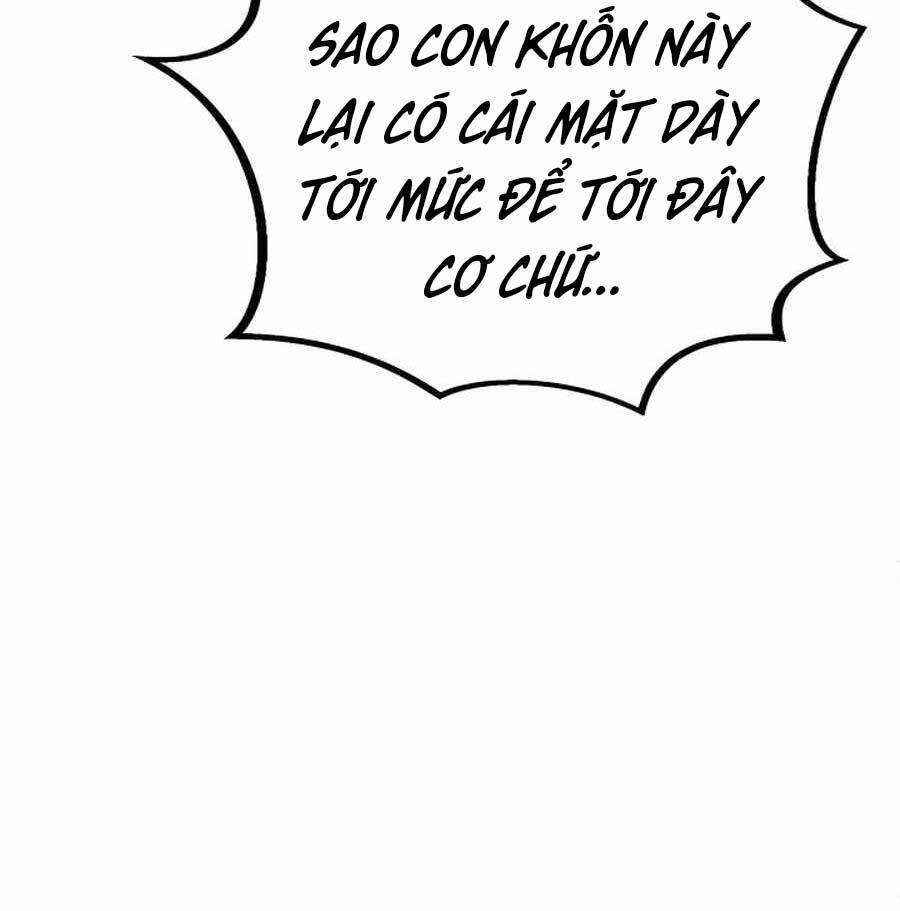 SAO CON KHỐN NÀY
LẠI CÓ CÁI MẶT DÀY
TỚI MỨC ĐỂ TỚI ĐÂY
CƠ CHỨ...